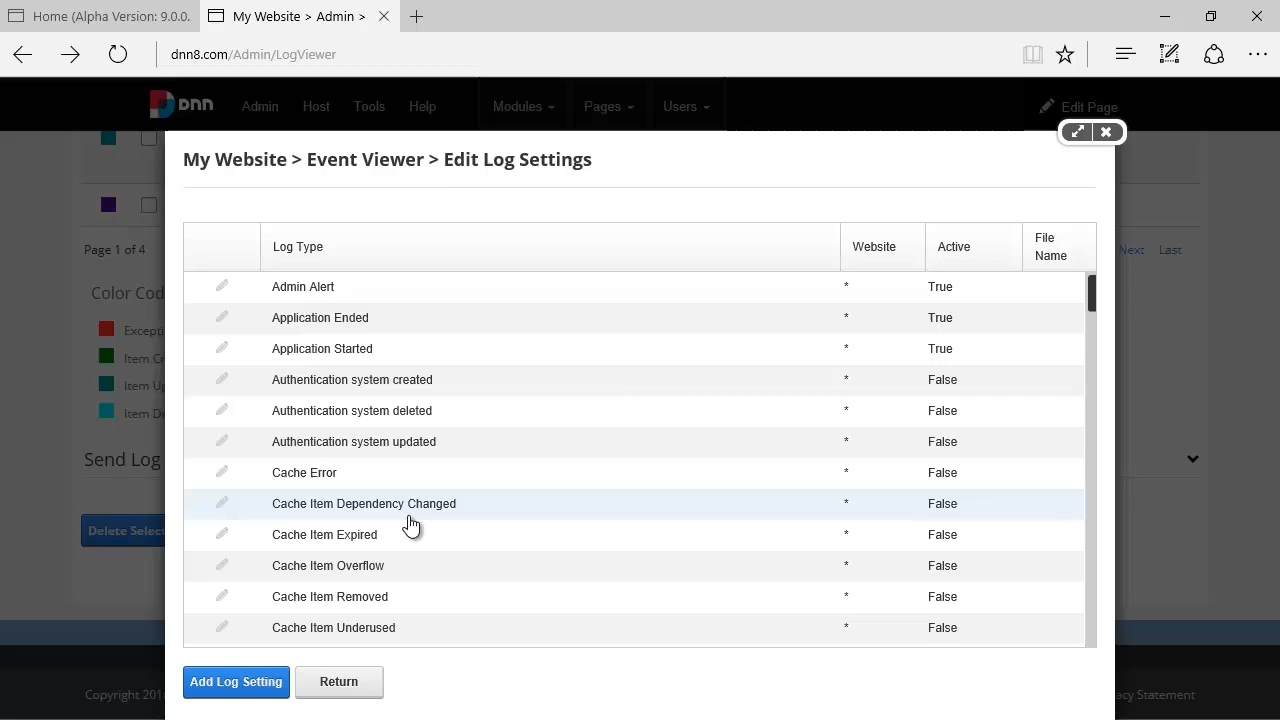 Home (Alpha Version: 9.0.0.
My Website > Admin >
dnn8.com/Admin/LogViewer
DNN
Admin Host Tools Help Modules Pages Users Edit Page
My Website > Event Viewer > Edit Log Settings
Log Type Website Active File Name
Admin Alert * True
Application Ended * True
Application Started * True
Authentication system created * False
Authentication system deleted * False
Authentication system updated * False
Cache Error * False
Cache Item Dependency Changed * False
Cache Item Expired * False
Cache Item Overflow * False
Cache Item Removed * False
Cache Item Underused * False
Add Log Setting Return
Page 1 of 4
Next Last
Color Cod
Excepti
Item Cr
Item Up
Item De
Send Log
Delete Select
Copyright 201
acy Statement